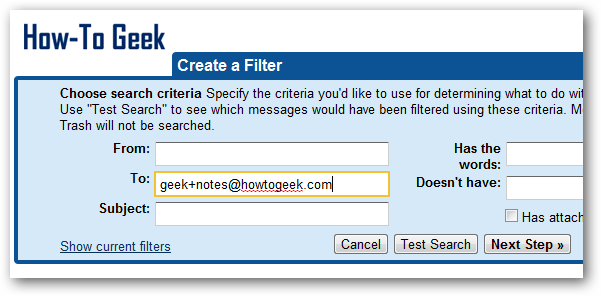 How-To Geek
Create a Filter
Choose search criteria Specify the criteria you'd like to use for determining what to do wit
Use "Test Search" to see which messages would have been filtered using these criteria. M
Trash will not be searched.
From:
Has the words:
To: geek+notes@howtogeek.com
Doesn't have:
Subject:
Has attach
Show current filters
Cancel Test Search Next Step »